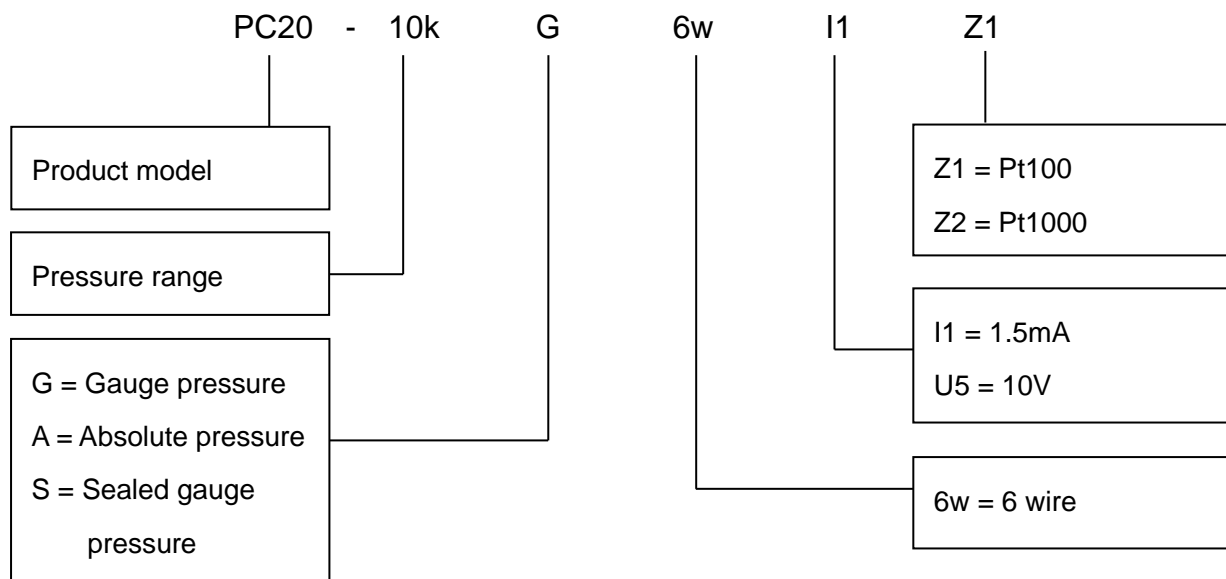 PC20 - 10k G 6w I1 Z1
Product model
Pressure range
G = Gauge pressure
A = Absolute pressure
S = Sealed gauge
pressure
Z1 = Pt100
Z2 = Pt1000
I1 = 1.5mA
U5 = 10V
6w = 6 wire